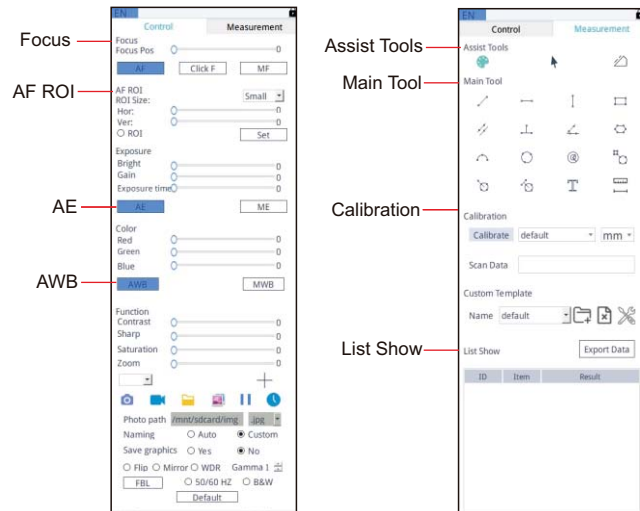 EN
Control Measurement
Focus
Focus
Focus Pos 0
AF Click F MF
AF ROI
AF ROI
ROI Size: Small
Hor: 0
Ver: 0
ROI Set
Exposure
Bright 0
Gain 0
Exposure time 0
AE
AE ME
Color
Red 0
Green 0
Blue 0
AWB
AWB MWB
Function
Contrast 0
Sharp 0
Saturation 0
Zoom 0
Photo path /mnt/sdcard/img .jpg
Naming Auto Custom
Save graphics Yes No
Flip Mirror WDR Gamma 1
FBL 50/60 HZ B&W
Default
EN
Control Measurement
Assist Tools
Assist Tools
Main Tool
Main Tool
T
Calibration
Calibration
Calibrate default mm
Scan Data
Custom Template
Name default
List Show
List Show Export Data
ID Item Result